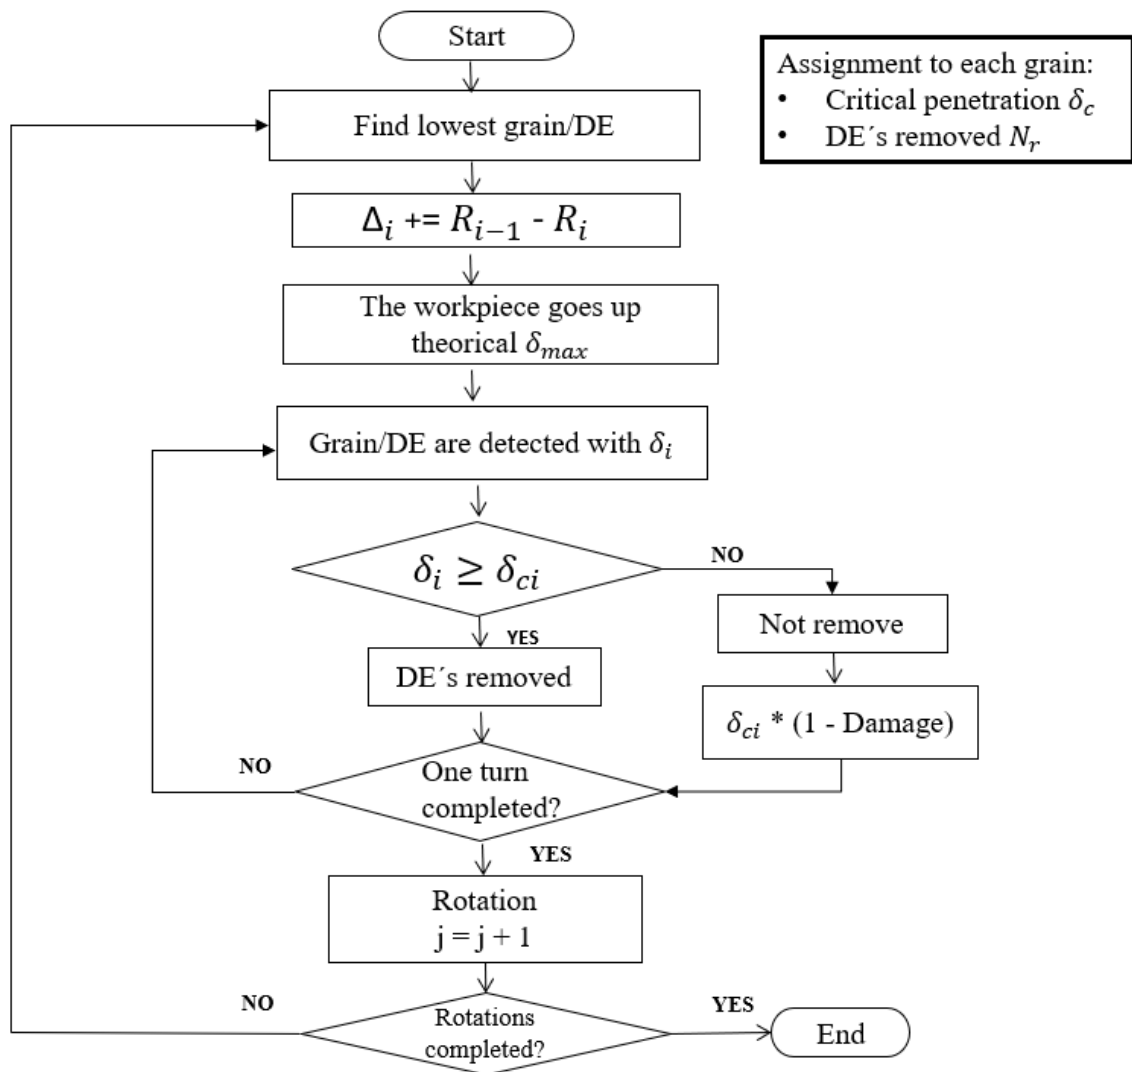 Start
Assignment to each grain:
• Critical penetration δc
• DE´s removed Nr
Find lowest grain/DE
Δi += Ri−1 - Ri
The workpiece goes up
theorical δmax
Grain/DE are detected with δi
δi ≥ δci
NO
YES
Not remove
DE´s removed
δci * (1 - Damage)
NO
One turn
completed?
YES
Rotation
j = j + 1
NO
Rotations
completed?
YES
End